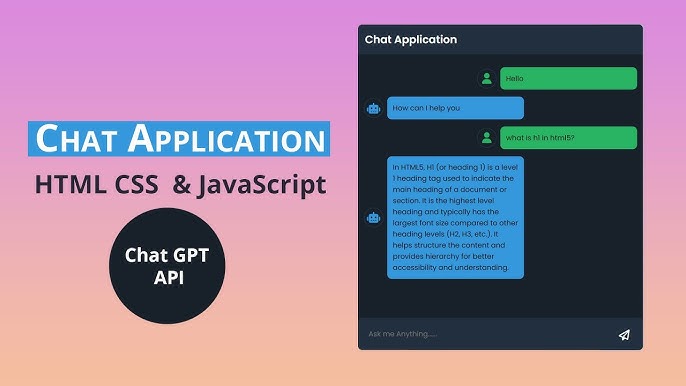 CHAT APPLICATION
HTML CSS & JavaScript
Chat GPT
API
Chat Application
Hello
How can I help you
what is h1 in html5?
In HTML5, H1 (or heading 1) is a level
1 heading tag used to indicate the
main heading of a document or
section. It is the highest level
heading and typically has the
largest font size compared to other
heading levels (H2, H3, etc.). It
helps structure the content and
provides hierarchy for better
accessibility and understanding.
Ask me Anything.....